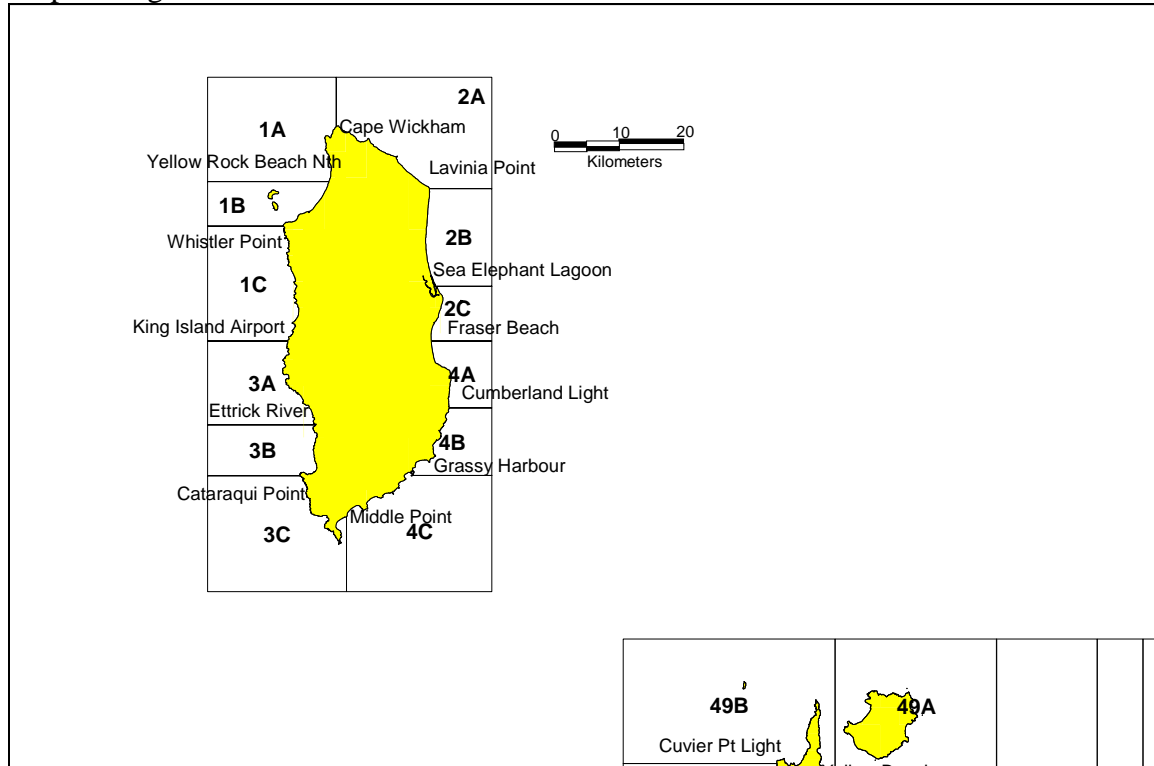 2A
1A
Cape Wickham
0 10 20
Kilometers
Yellow Rock Beach Nth
Lavinia Point
1B
Whistler Point
2B
Sea Elephant Lagoon
1C
2C
King Island Airport
Fraser Beach
3A
4A
Cumberland Light
Ettrick River
3B
4B
Grassy Harbour
Cataraqui Point
Middle Point
3C
4C
49B
49A
Cuvier Pt Light